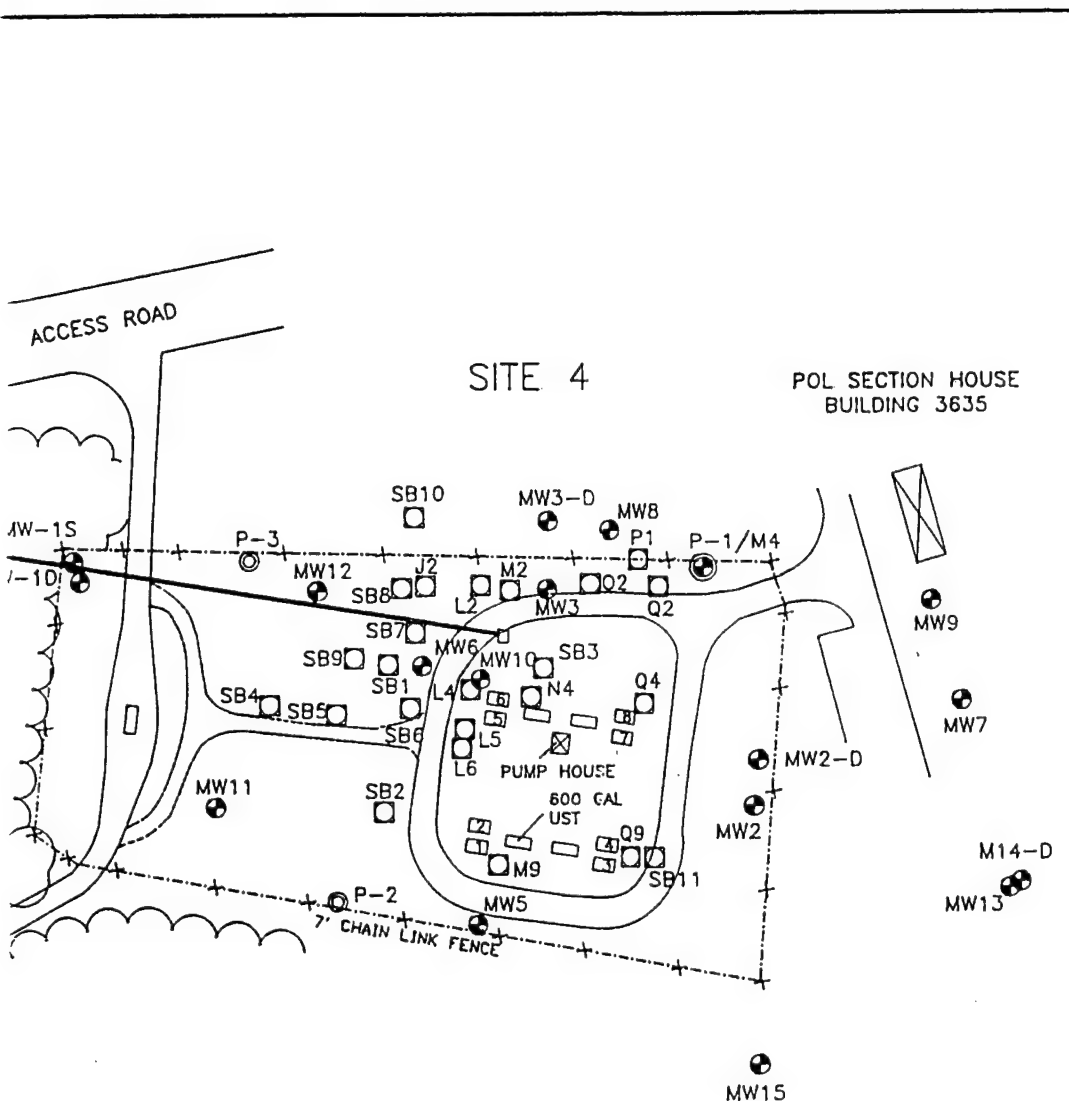 ACCESS ROAD
SITE 4
POL SECTION HOUSE
BUILDING 3635
SB10
MW3-D
MW8
MW-1S
P-3
P1
P-1/M4
-1D
MW12
SB8
J2
L2
M2
MW3
Q2
Q2
MW9
SB7
MW6
SB9
SB1
MW10
SB3
L4
N4
Q4
6
5
8
7
SB4
SB5
SB6
L5
L6
PUMP HOUSE
MW7
MW2-D
MW11
SB2
600 GAL
UST
MW2
2
1
4
3
Q9
M9
SB11
M14-D
MW13
P-2
MW5
7' CHAIN LINK FENCE
MW15